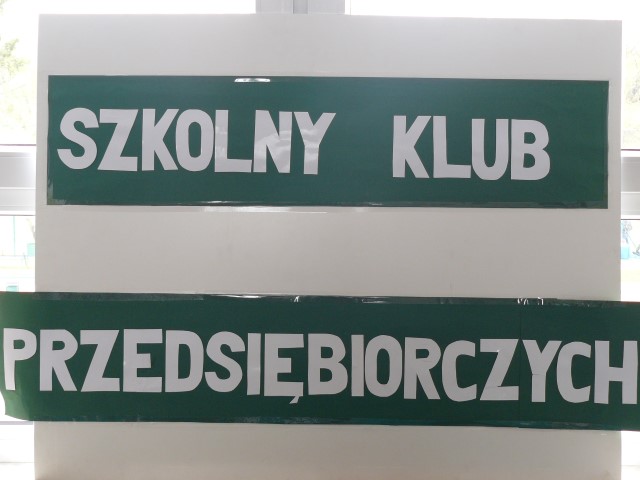 SZKOLNY KLUB
PRZEDSIĘBIORCZYCH